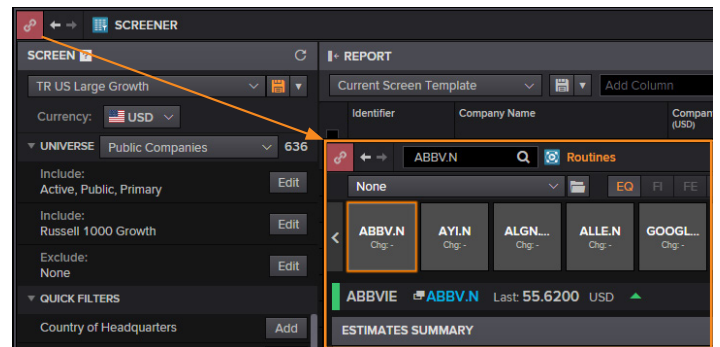 SCREENER
SCREEN ?
REPORT
TR US Large Growth
Current Screen Template
Add Column
Currency:
USD
Identifier
Company Name
Compan
(USD)
UNIVERSE
Public Companies
636
Include:
Active, Public, Primary
Edit
Include:
Russell 1000 Growth
Edit
Exclude:
None
Edit
QUICK FILTERS
Country of Headquarters
Add
ABBV.N
Routines
None
EQ
FI
FE
ABBV.N
Chg: -
AYI.N
Chg: -
ALGN....
Chg: -
ALLE.N
Chg: -
GOOGL...
Chg: -
ABBVIE
ABBV.N
Last: 55.6200 USD
ESTIMATES SUMMARY